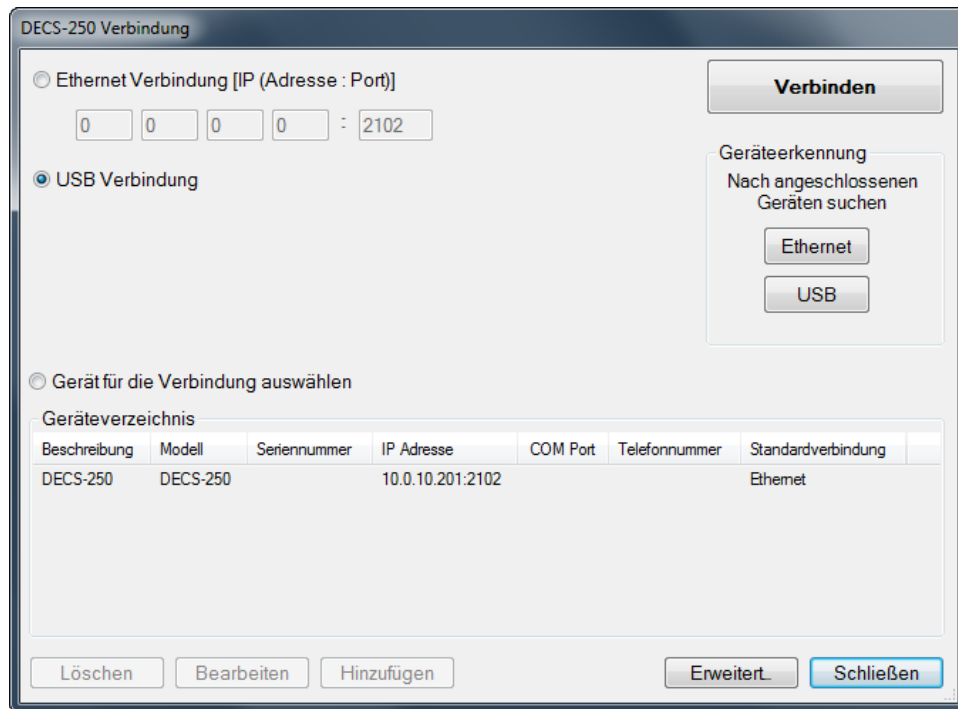 DECS-250 Verbindung
Ethernet Verbindung [IP (Adresse : Port)]
Verbinden
0 0 0 0 : 2102
Geräteerkennung
USB Verbindung
Nach angeschlossenen
Geräten suchen
Ethernet
USB
Gerät für die Verbindung auswählen
Geräteverzeichnis
Beschreibung Modell Seriennummer IP Adresse COM Port Telefonnummer Standardverbindung
DECS-250 DECS-250 10.0.10.201:2102 Ethernet
Löschen Bearbeiten Hinzufügen Erweitert.. Schließen